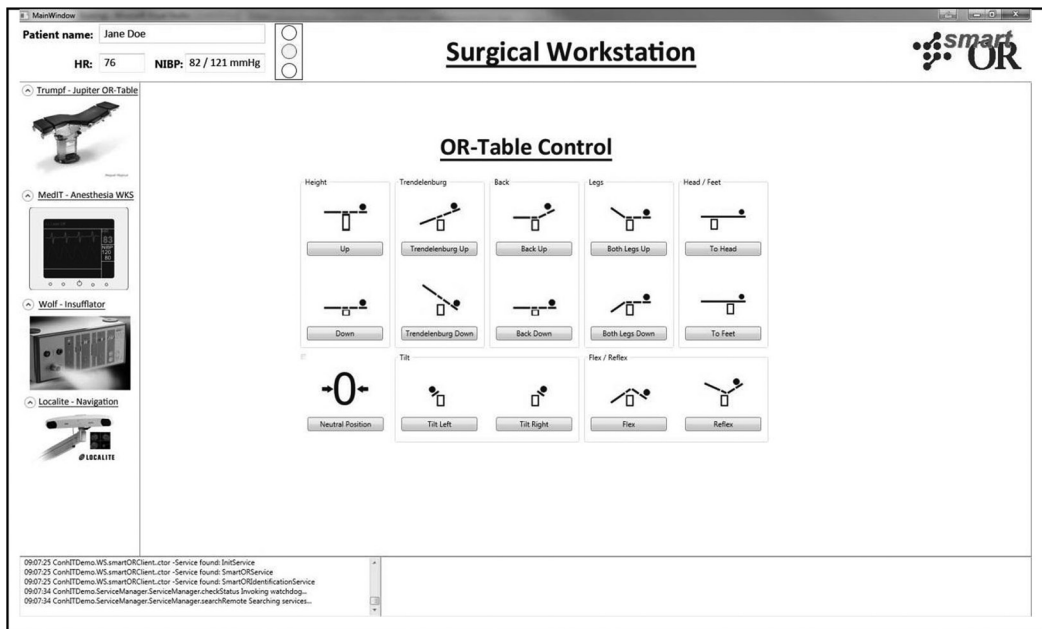 MainWindow
Patient name: Jane Doe
HR: 76 NIBP: 82 / 121 mmHg
Surgical Workstation
smart OR
Trumpf - Jupiter OR-Table
MedIT - Anesthesia WKS
83
NIBP
120
80
Wolf - Insufflator
Localite - Navigation
LOCALITE
OR-Table Control
Height Trendelenburg Back Legs Head / Feet
Up Trendelenburg Up Back Up Both Legs Up To Head
Down Trendelenburg Down Back Down Both Legs Down To Feet
Tilt Flex / Reflex
0
Neutral Position Tilt Left Tilt Right Flex Reflex
09:07:25 ConhITDemo.WS.smartORClient..ctor -Service found: InitService
09:07:25 ConhITDemo.WS.smartORClient..ctor -Service found: SmartORService
09:07:25 ConhITDemo.WS.smartORClient..ctor -Service found: SmartORIdentificationService
09:07:34 ConhITDemo.ServiceManager.ServiceManager.checkStatus Invoking watchdog...
09:07:34 ConhITDemo.ServiceManager.ServiceManager.searchRemote Searching services...